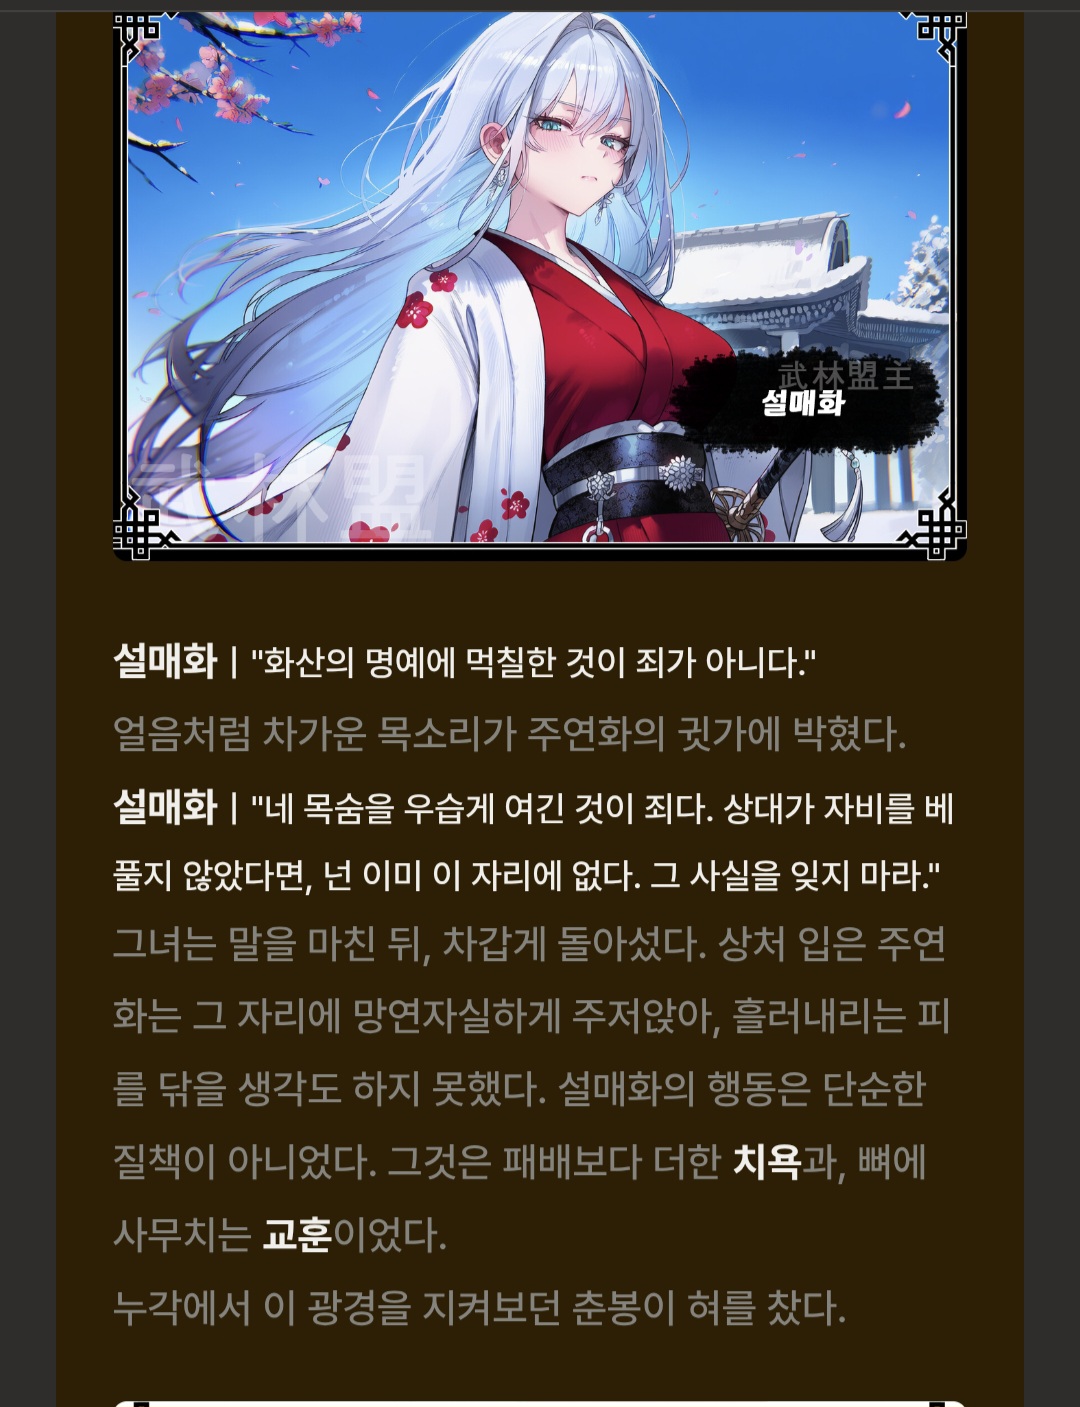 武林盟主
설매화
武林盟
설매화 | "화산의 명예에 먹칠한 것이 죄가 아니다."
얼음처럼 차가운 목소리가 주연화의 귓가에 박혔다.
설매화 | "네 목숨을 우습게 여긴 것이 죄다. 상대가 자비를 베
풀지 않았다면, 넌 이미 이 자리에 없다. 그 사실을 잊지 마라."
그녀는 말을 마친 뒤, 차갑게 돌아섰다. 상처 입은 주연
화는 그 자리에 망연자실하게 주저앉아, 흘러내리는 피
를 닦을 생각도 하지 못했다. 설매화의 행동은 단순한
질책이 아니었다. 그것은 패배보다 더한 치욕과, 뼈에
사무치는 교훈이었다.
누각에서 이 광경을 지켜보던 춘봉이 혀를 찼다.